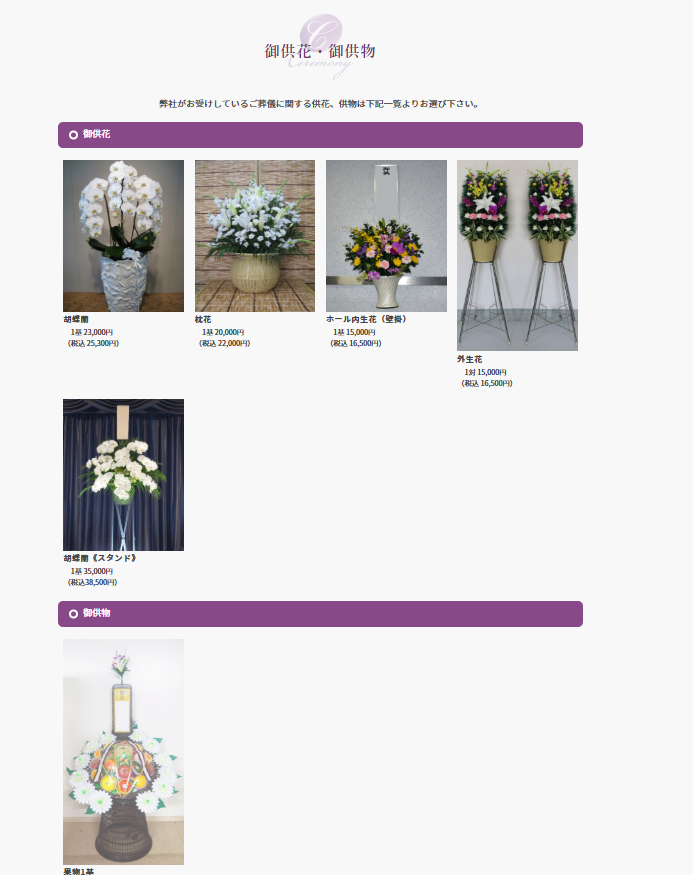 御供花・御供物
Ceremony
弊社がお受けしているご葬儀に関する供花、供物は下記一覧よりお選び下さい。
御供花
胡蝶蘭
1基 23,000円
（税込 25,300円）
枕花
1基 20,000円
（税込 22,000円）
ホール内生花（壁掛）
1基 15,000円
（税込 16,500円）
外生花
1対 15,000円
（税込 16,500円）
胡蝶蘭《スタンド》
1基 35,000円
（税込38,500円）
御供物
果物1基